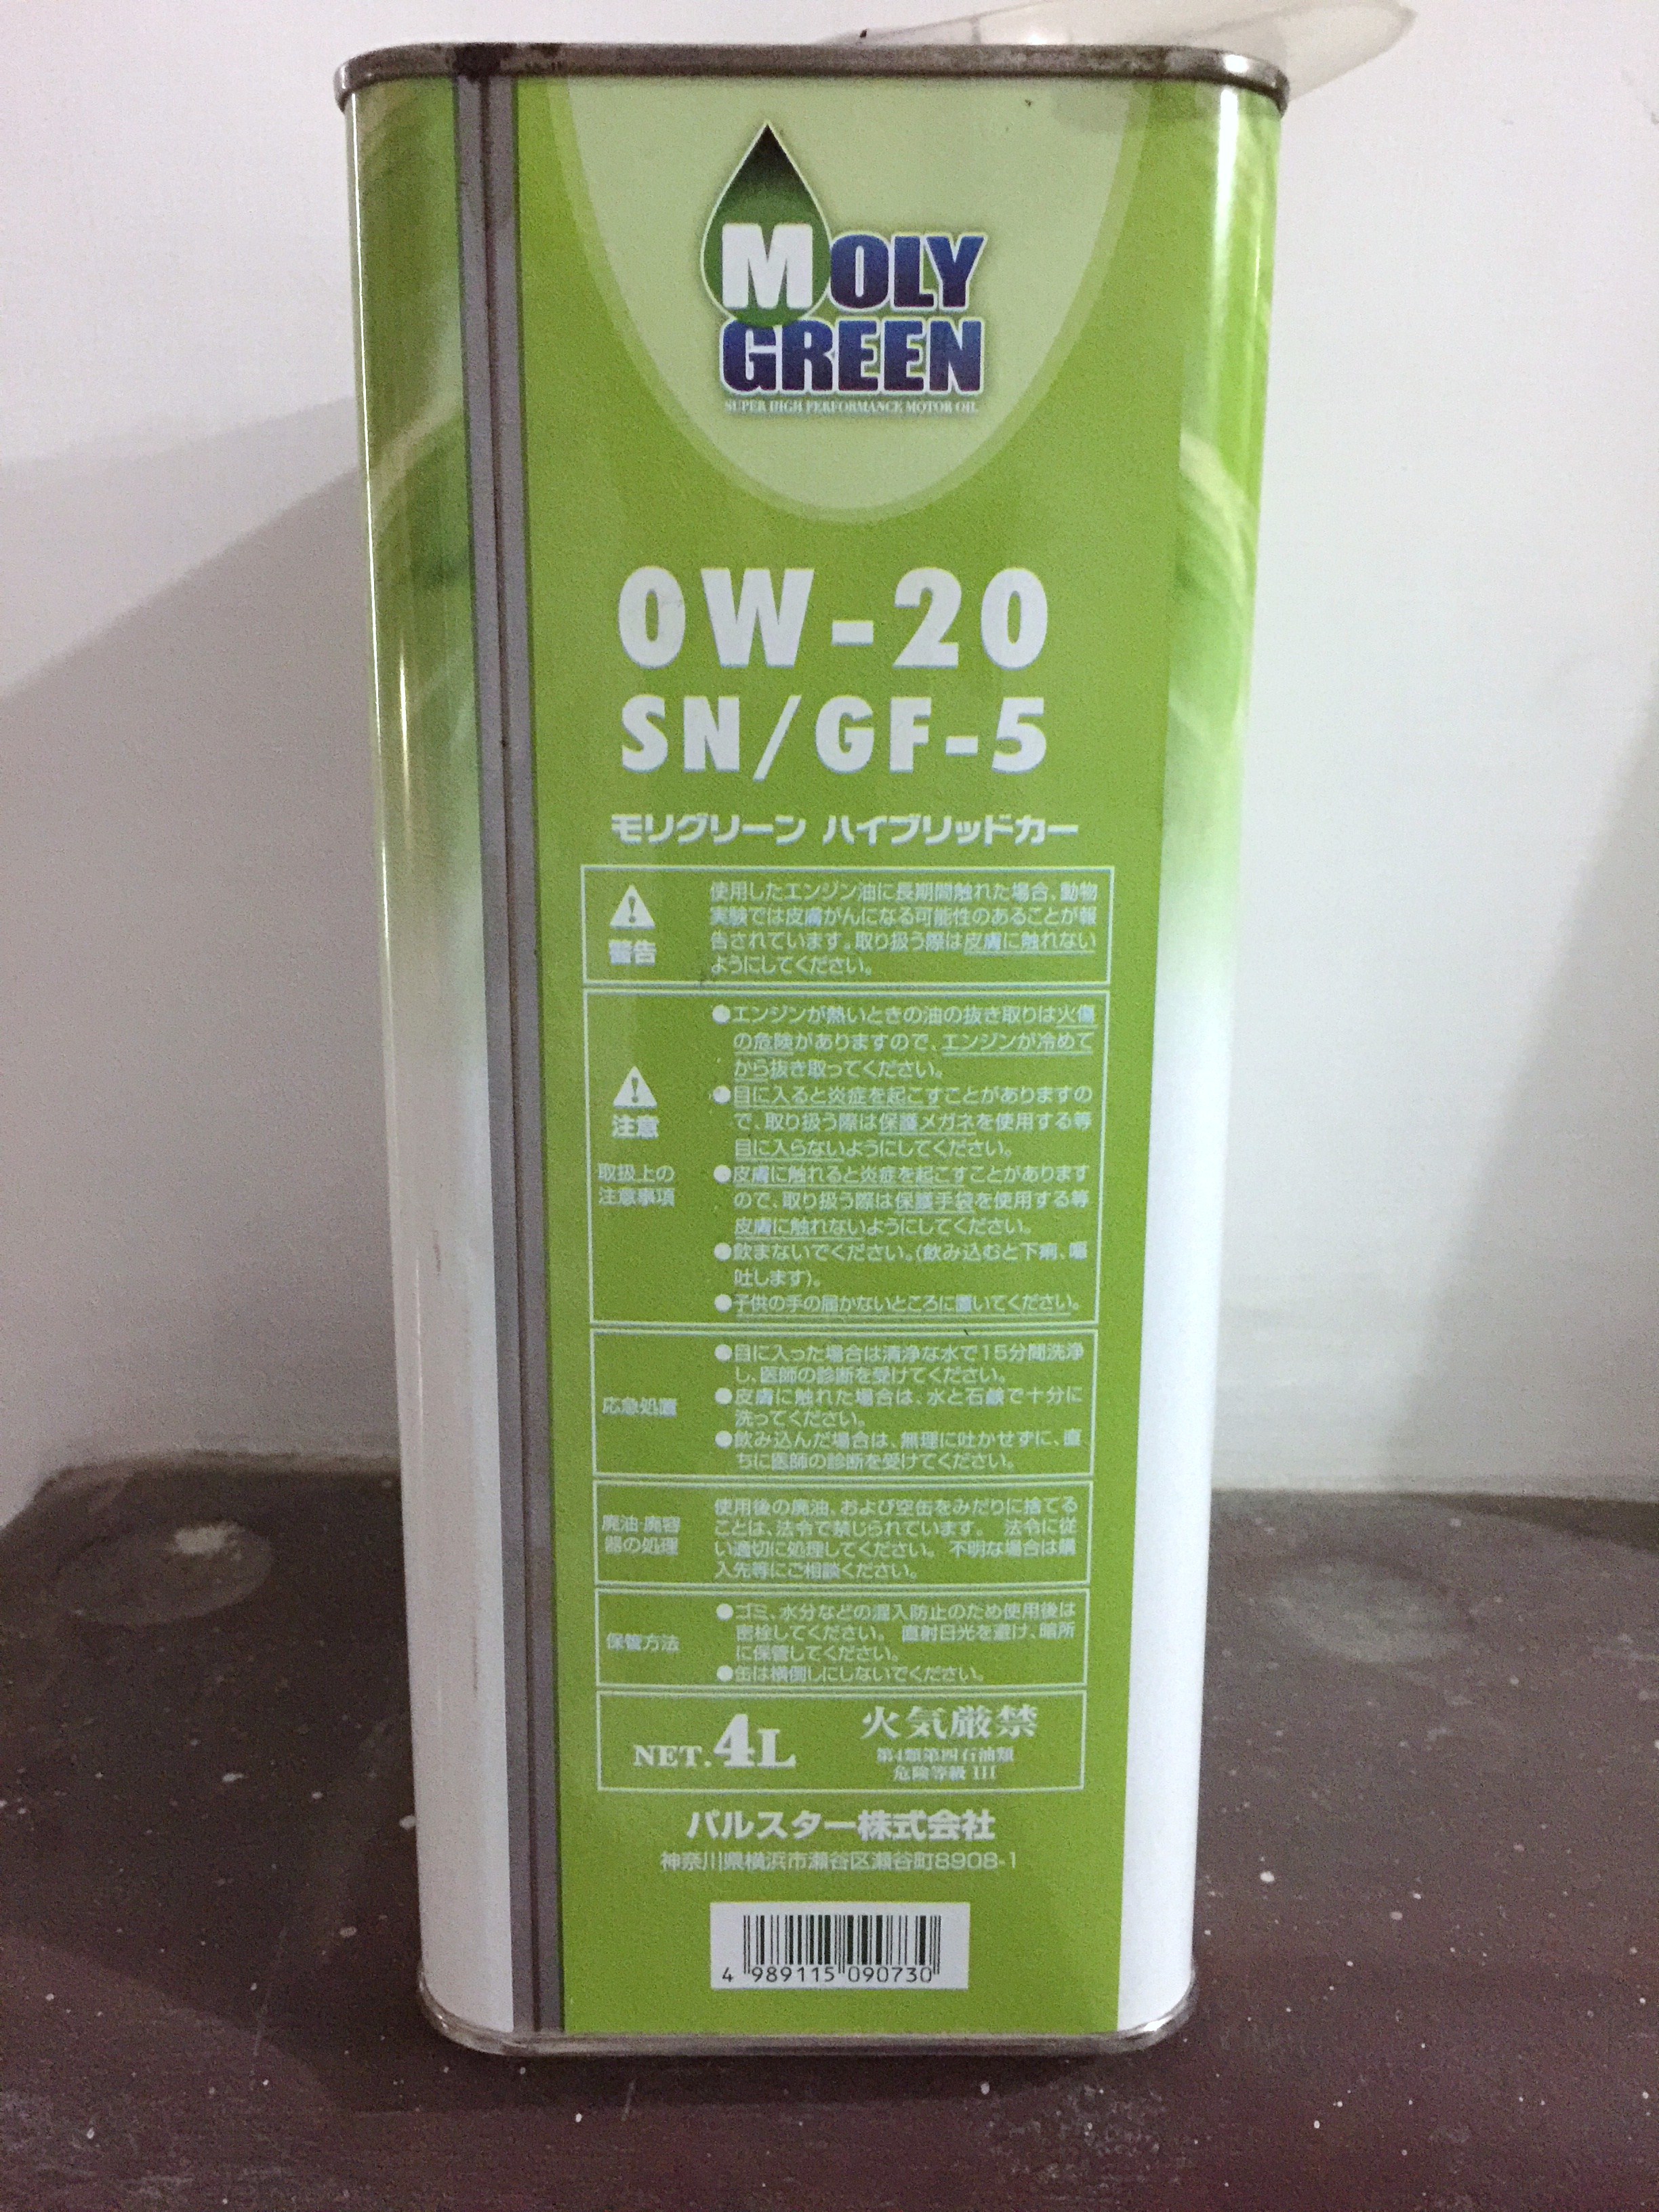 MOLY
GREEN
SUPER HIGH PERFORMANCE MOTOR OIL
0W-20
SN/GF-5
モリグリーン ハイブリッドカー
警告
使用したエンジン油に長期間触れた場合、動物
実験では皮膚がんになる可能性のあることが報
告されています。取り扱う際は皮膚に触れない
ようにしてください。
注意
取扱上の
注意事項
●エンジンが熱いときの油の抜き取りは火傷
の危険がありますので、エンジンが冷めて
から抜き取ってください。
●目に入ると炎症を起こすことがありますの
で、取り扱う際は保護メガネを使用する等
目に入らないようにしてください。
●皮膚に触れると炎症を起こすことがあります
ので、取り扱う際は保護手袋を使用する等
皮膚に触れないようにしてください。
●飲まないでください。(飲み込むと下痢、嘔
吐します)。
●子供の手の届かないところに置いてください。
応急処置
●目に入った場合は清浄な水で15分間洗浄
し、医師の診断を受けてください。
●皮膚に触れた場合は、水と石鹸で十分に
洗ってください。
●飲み込んだ場合は、無理に吐かせずに、直
ちに医師の診断を受けてください。
廃油・廃容
器の処理
使用後の廃油、および空缶をみだりに捨てる
ことは、法令で禁じられています。 法令に従
い適切に処理してください。 不明な場合は購
入先等にご相談ください。
保管方法
●ゴミ、水分などの混入防止のため使用後は
密栓してください。 直射日光を避け、暗所
に保管してください。
●缶は横倒しにしないでください。
NET.4L
火気厳禁
第4類第四石油類
危険等級 III
パルスター株式会社
神奈川県横浜市瀬谷区瀬谷町8908-1
4 989115 090730